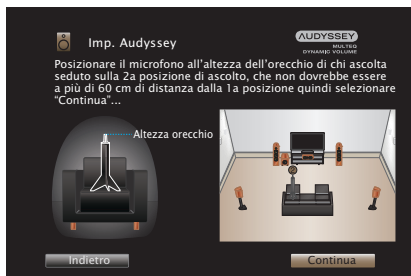 Imp. Audyssey
AUDYSSEY
MULTEQ
DYNAMIC VOLUME
Posizionare il microfono all'altezza dell'orecchio di chi ascolta
seduto sulla 2a posizione di ascolto, che non dovrebbe essere
a più di 60 cm di distanza dalla 1a posizione quindi selezionare
“Continua”...
Altezza orecchio
Indietro
Continua